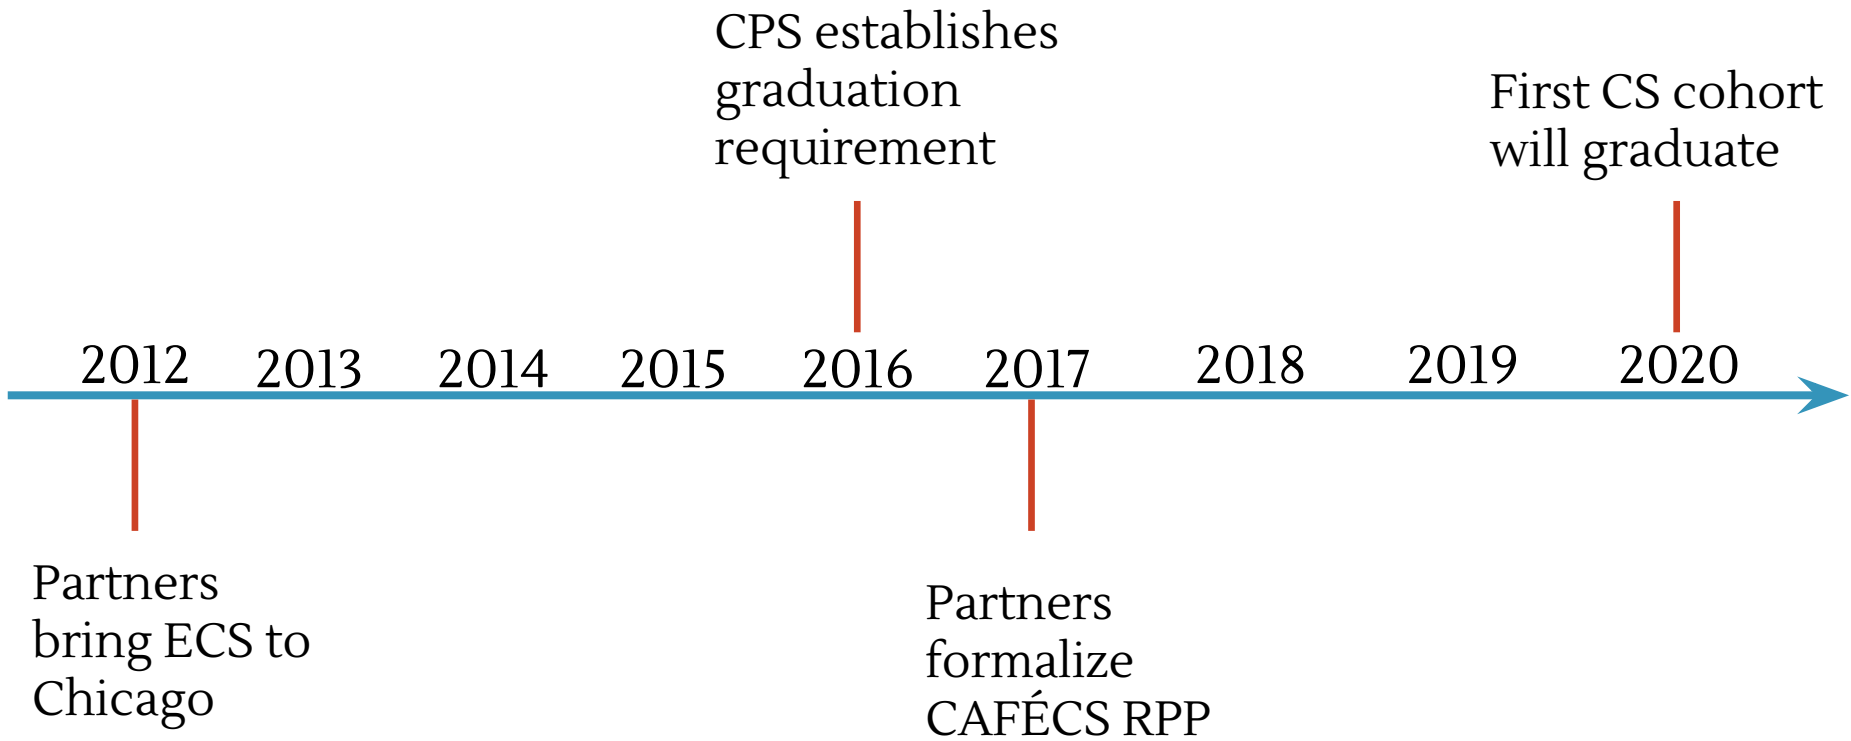 CPS establishes
graduation
requirement
First CS cohort
will graduate
2012 2013 2014 2015 2016 2017 2018 2019 2020
Partners
bring ECS to
Chicago
Partners
formalize
CAFÉCS RPP